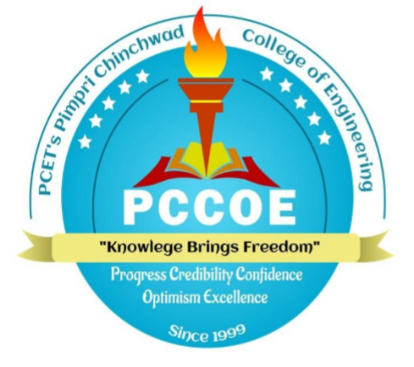 PCET's Pimpri Chinchwad College of Engineering
PCCOE
"Knowlege Brings Freedom"
Progress Credibility Confidence
Optimism Excellence
Since 1999